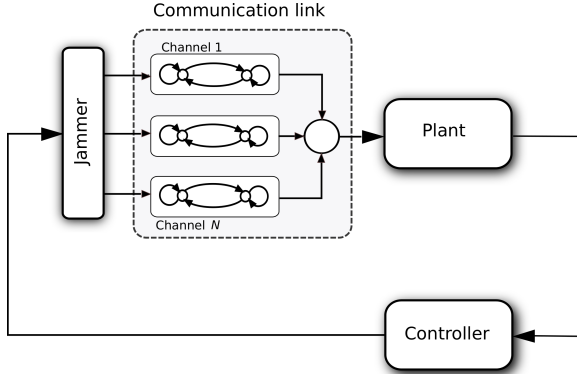 Communication link
Channel 1
Jammer
Plant
Channel N
Controller